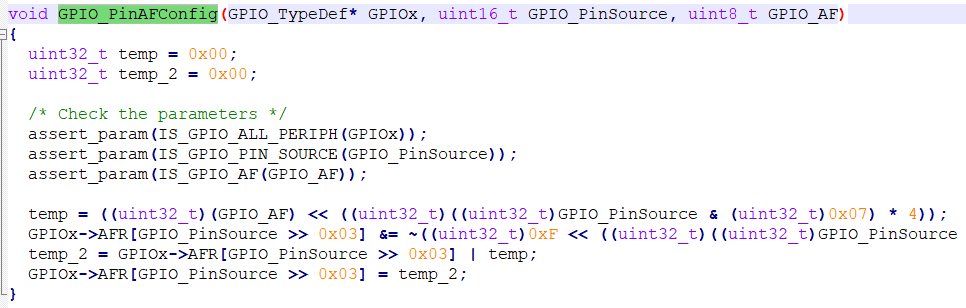 void GPIO_PinAFConfig(GPIO_TypeDef* GPIOx, uint16_t GPIO_PinSource, uint8_t GPIO_AF)
{
  uint32_t temp = 0x00;
  uint32_t temp_2 = 0x00;

  /* Check the parameters */
  assert_param(IS_GPIO_ALL_PERIPH(GPIOx));
  assert_param(IS_GPIO_PIN_SOURCE(GPIO_PinSource));
  assert_param(IS_GPIO_AF(GPIO_AF));

  temp = ((uint32_t)(GPIO_AF) << ((uint32_t)((uint32_t)GPIO_PinSource & (uint32_t)0x07) * 4));
  GPIOx->AFR[GPIO_PinSource >> 0x03] &= ~((uint32_t)0xF << ((uint32_t)((uint32_t)GPIO_PinSource
  temp_2 = GPIOx->AFR[GPIO_PinSource >> 0x03] | temp;
  GPIOx->AFR[GPIO_PinSource >> 0x03] = temp_2;
}